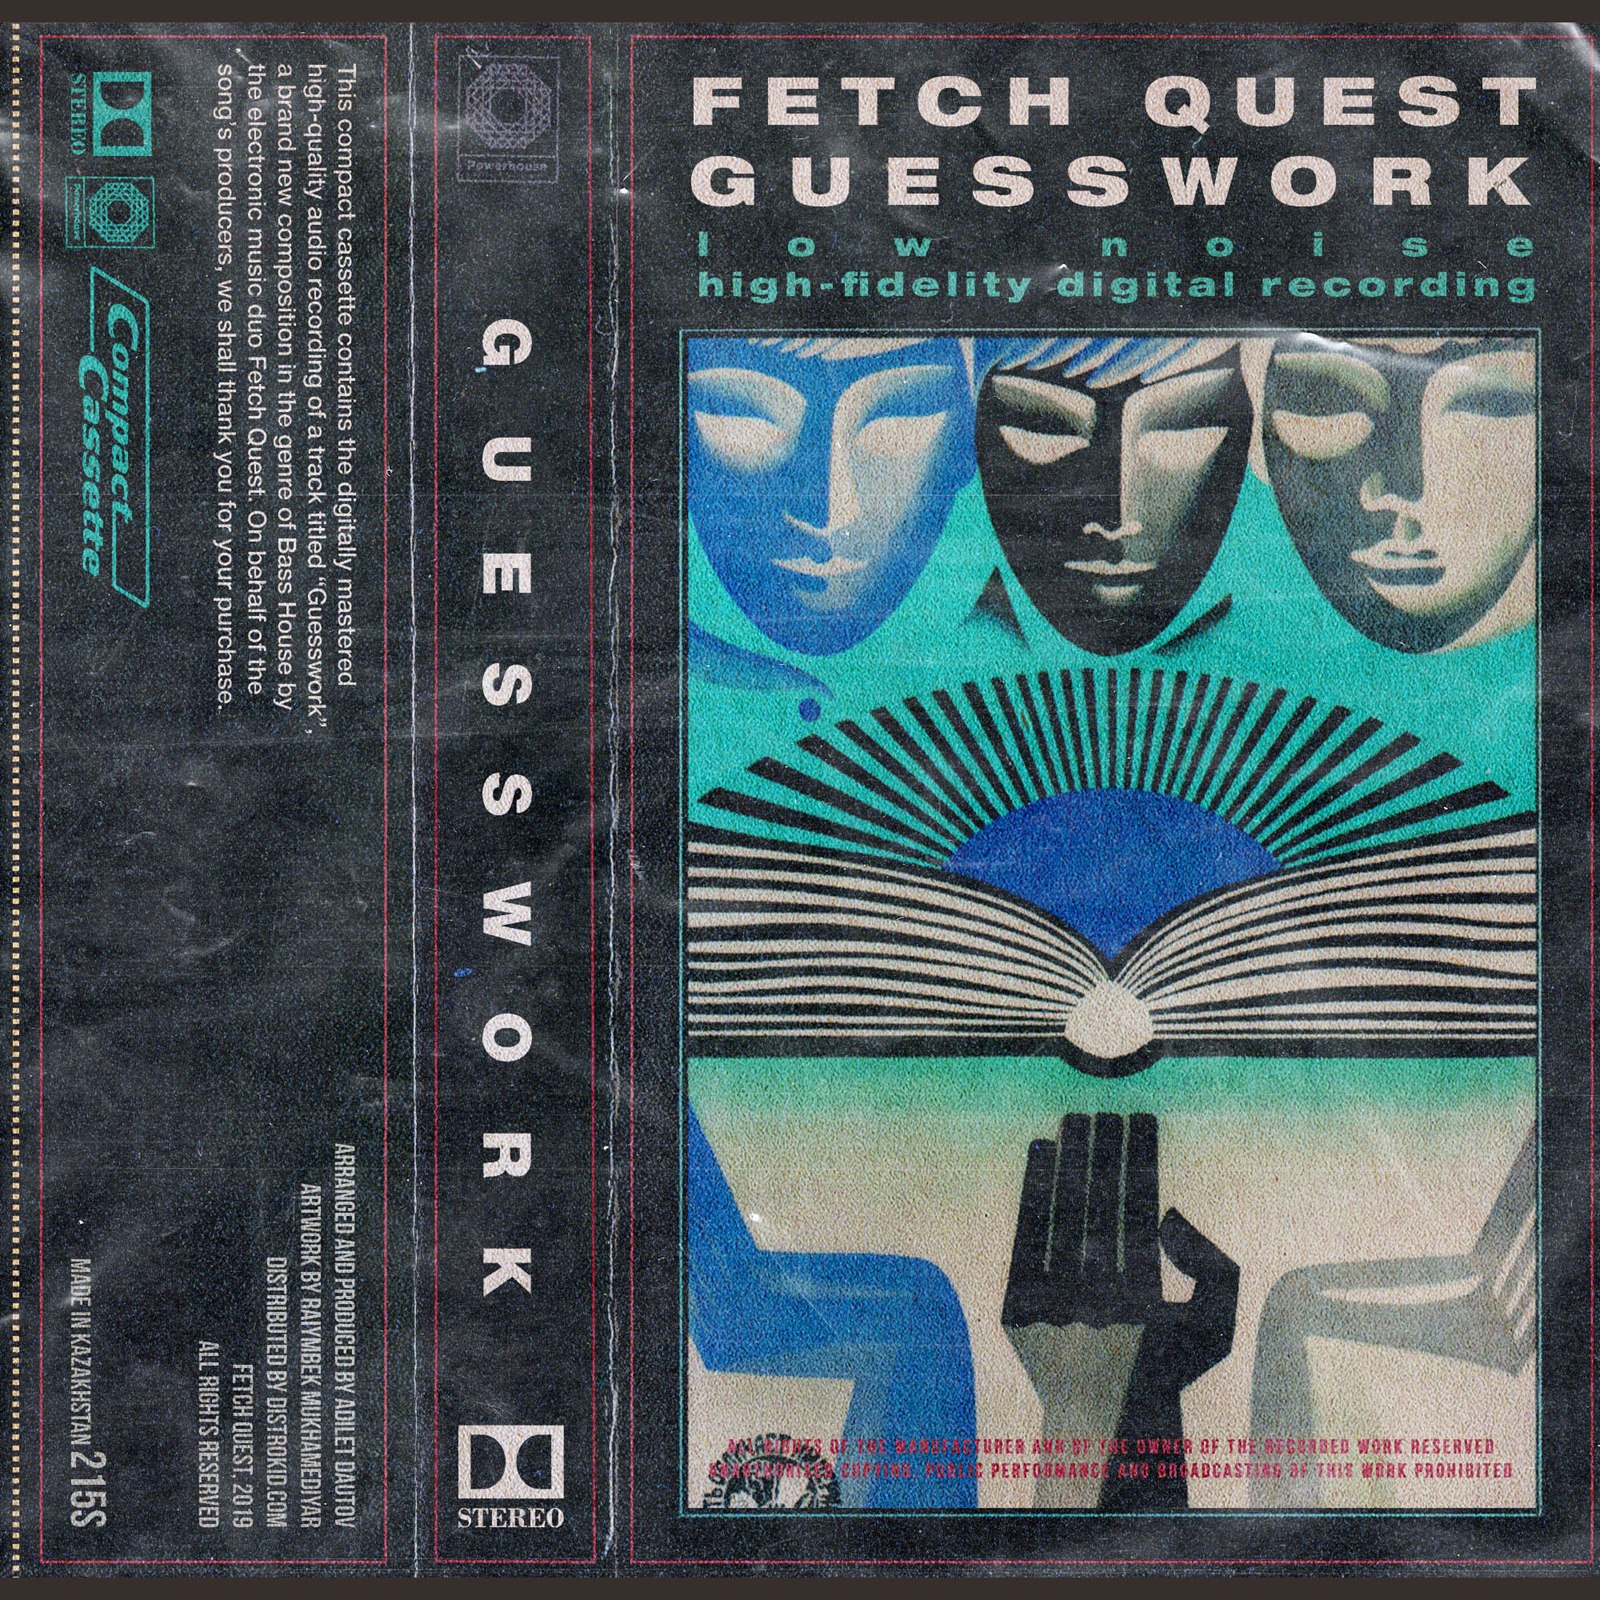 STEREO
Powerhouse
Compact
Cassette
This compact cassette contains the digitally mastered
high-quality audio recording of a track titled “Guesswork”,
a brand new composition in the genre of Bass House by
the electronic music duo Fetch Quest. On behalf of the
song's producers, we shall thank you for your purchase.
ARRANGED AND PRODUCED BY ADILET DAUTOV
ARTWORK BY RAIYMBEK MUKHAMEDIYAR
DISTRIBUTED BY DISTROKID.COM
FETCH QUEST. 2019
ALL RIGHTS RESERVED
MADE IN KAZAKHSTAN 215S
Powerhouse
GUESSWORK
STEREO
FETCH QUEST
GUESSWORK
low noise
high-fidelity digital recording
ALL RIGHTS OF THE MANUFACTURER AND OF THE OWNER OF THE RECORDED WORK RESERVED
UNAUTHORISED COPYING, PUBLIC PERFORMANCE AND BROADCASTING OF THIS WORK PROHIBITED